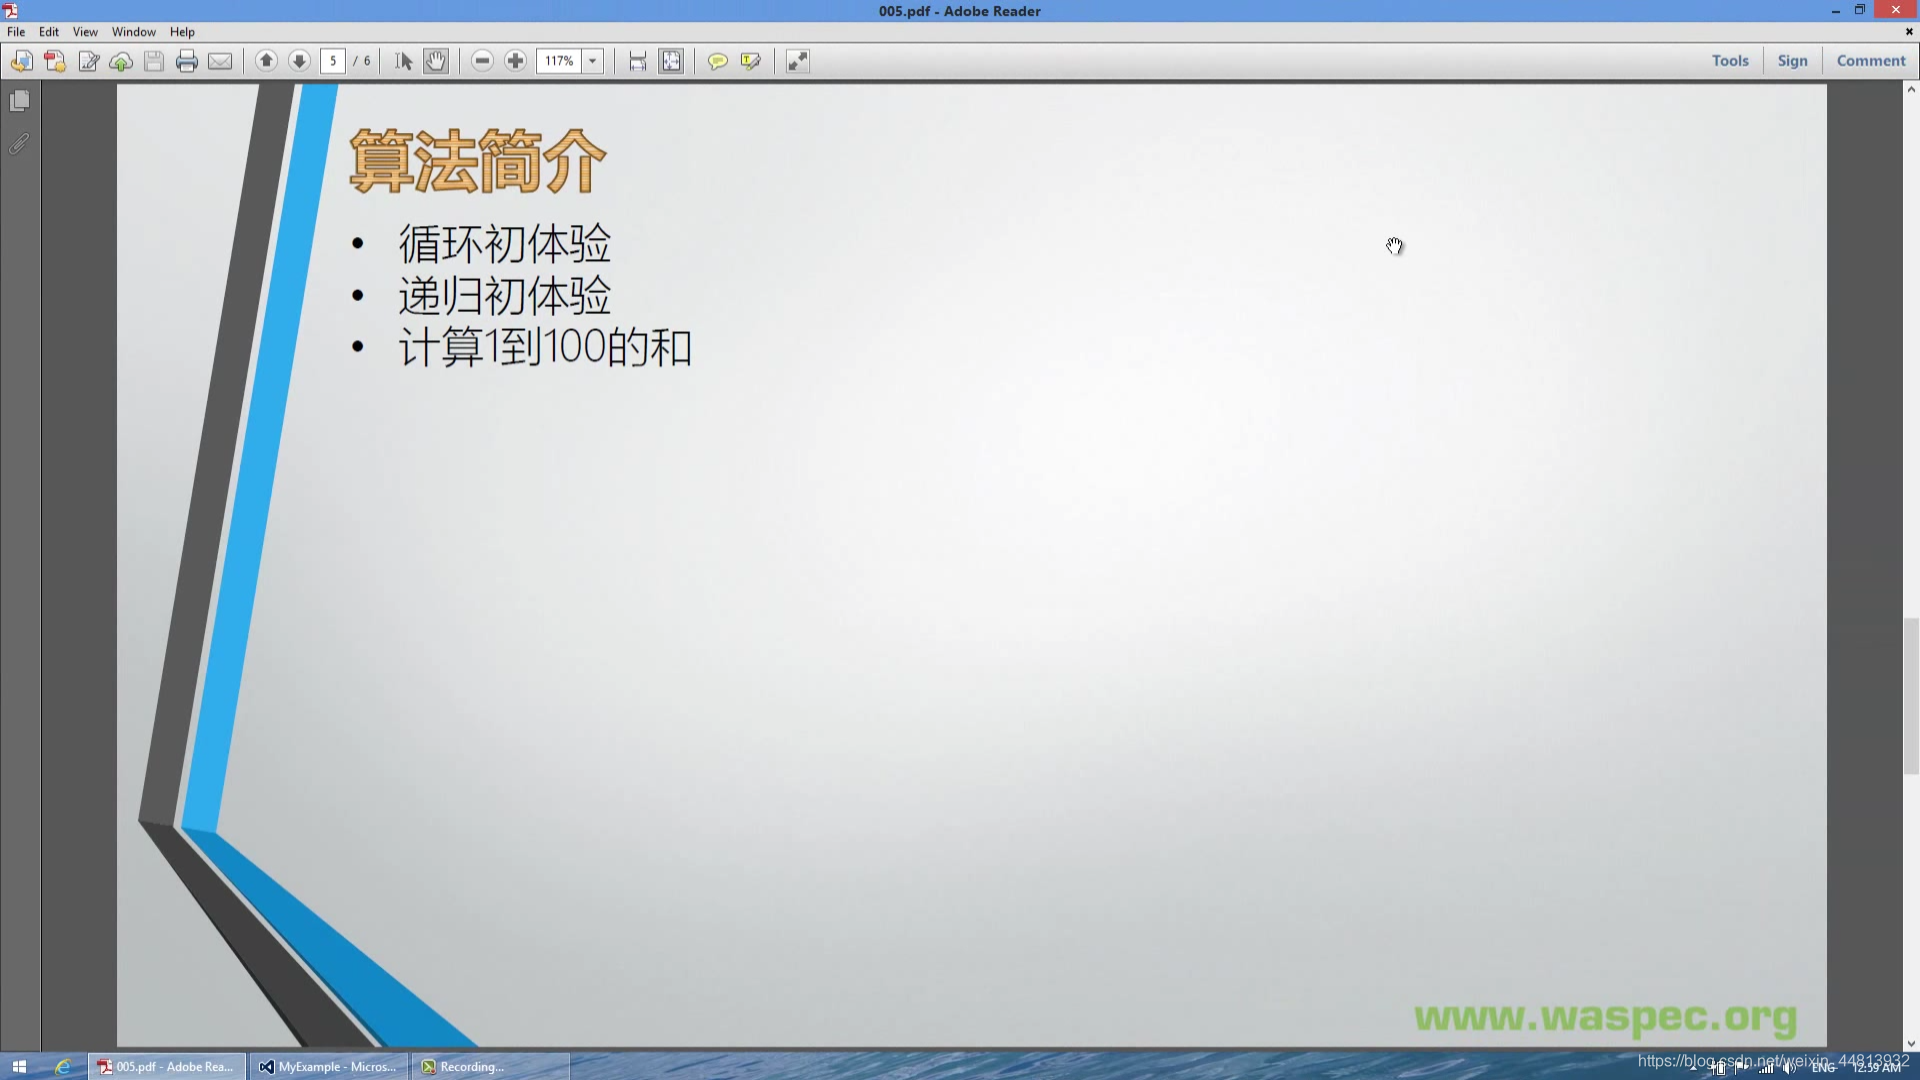 005.pdf - Adobe Reader
File Edit View Window Help
5 / 6 117% Tools Sign Comment
算法简介
• 循环初体验
• 递归初体验
• 计算1到100的和
www.waspec.org
005.pdf - Adobe Rea... MyExample - Micros... Recording... ENG 12:59 AM
https://blog.csdn.net/weixin_44813932